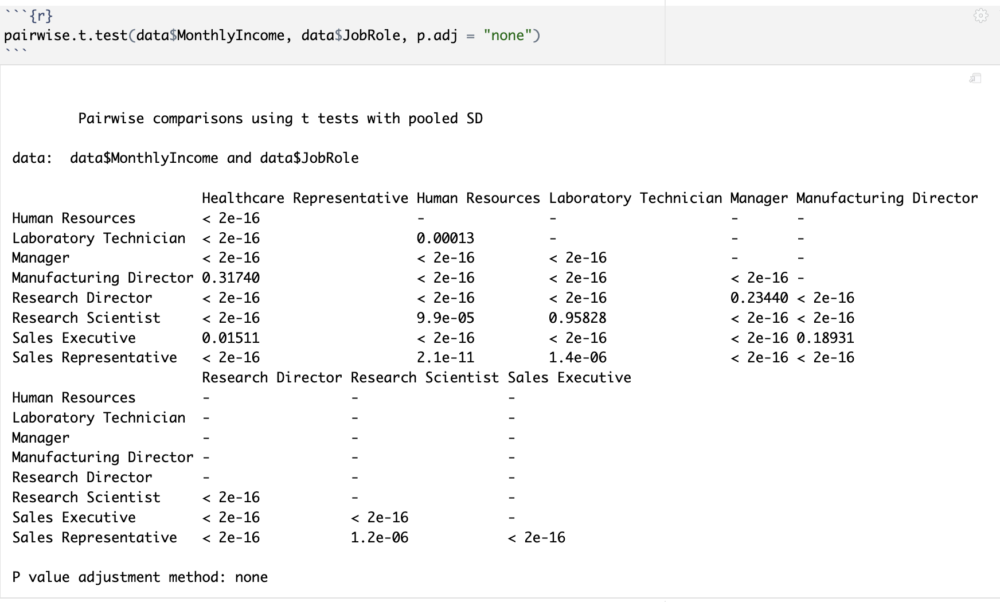 ```{r}
pairwise.t.test(data$MonthlyIncome, data$JobRole, p.adj = "none")
```
Pairwise comparisons using t tests with pooled SD
data:  data$MonthlyIncome and data$JobRole
Healthcare Representative Human Resources Laboratory Technician Manager Manufacturing Director
Human Resources < 2e-16 - - - -
Laboratory Technician < 2e-16 0.00013 - - -
Manager < 2e-16 < 2e-16 < 2e-16 - -
Manufacturing Director 0.31740 < 2e-16 < 2e-16 < 2e-16 -
Research Director < 2e-16 < 2e-16 < 2e-16 0.23440 < 2e-16
Research Scientist < 2e-16 9.9e-05 0.95828 < 2e-16 < 2e-16
Sales Executive 0.01511 < 2e-16 < 2e-16 < 2e-16 0.18931
Sales Representative < 2e-16 2.1e-11 1.4e-06 < 2e-16 < 2e-16
Research Director Research Scientist Sales Executive
Human Resources - - -
Laboratory Technician - - -
Manager - - -
Manufacturing Director - - -
Research Director - - -
Research Scientist < 2e-16 - -
Sales Executive < 2e-16 < 2e-16 -
Sales Representative < 2e-16 1.2e-06 < 2e-16
P value adjustment method: none